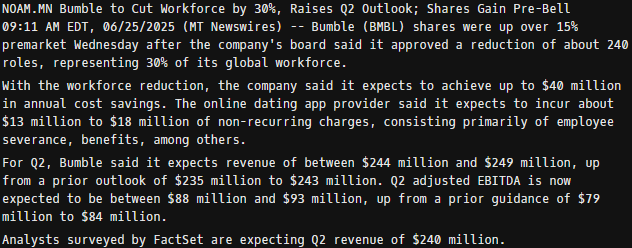 NOAM.MN Bumble to Cut Workforce by 30%, Raises Q2 Outlook; Shares Gain Pre-Bell
09:11 AM EDT, 06/25/2025 (MT Newswires) -- Bumble (BMBL) shares were up over 15%
premarket Wednesday after the company's board said it approved a reduction of about 240
roles, representing 30% of its global workforce.
With the workforce reduction, the company said it expects to achieve up to $40 million
in annual cost savings. The online dating app provider said it expects to incur about
$13 million to $18 million of non-recurring charges, consisting primarily of employee
severance, benefits, among others.
For Q2, Bumble said it expects revenue of between $244 million and $249 million, up
from a prior outlook of $235 million to $243 million. Q2 adjusted EBITDA is now
expected to be between $88 million and $93 million, up from a prior guidance of $79
million to $84 million.
Analysts surveyed by FactSet are expecting Q2 revenue of $240 million.